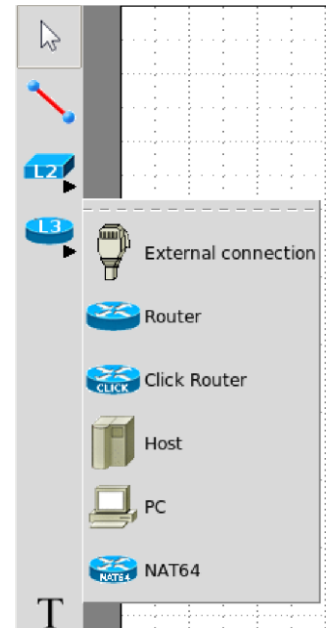 L2
L3
External connection
Router
CLICK
Click Router
Host
PC
NAT64
NAT64
T